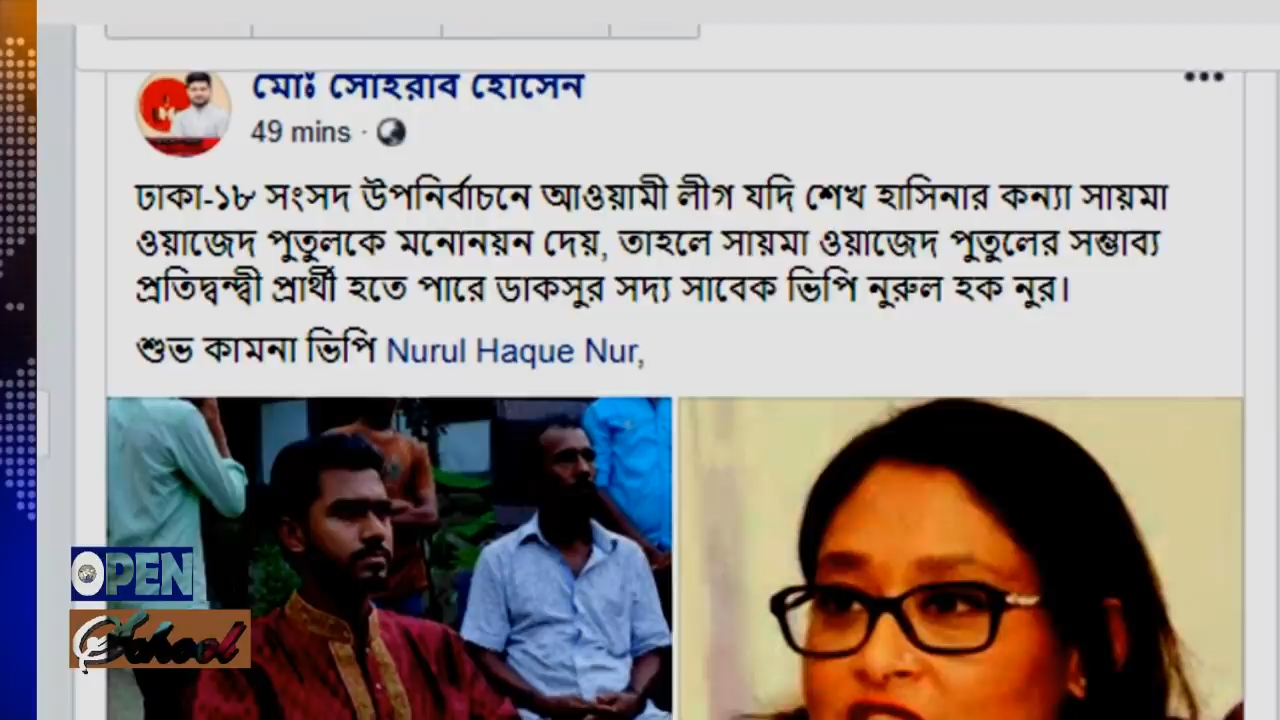 মোঃ সোহরাব হোসেন
49 mins ·
ঢাকা-১৮ সংসদ উপনির্বাচনে আওয়ামী লীগ যদি শেখ হাসিনার কন্যা সায়মা
ওয়াজেদ পুতুলকে মনোনয়ন দেয়, তাহলে সায়মা ওয়াজেদ পুতুলের সম্ভাব্য
প্রতিদ্বন্দ্বী প্রার্থী হতে পারে ডাকসুর সদ্য সাবেক ভিপি নুরুল হক নুর।
শুভ কামনা ভিপি Nurul Haque Nur,
OPEN
School